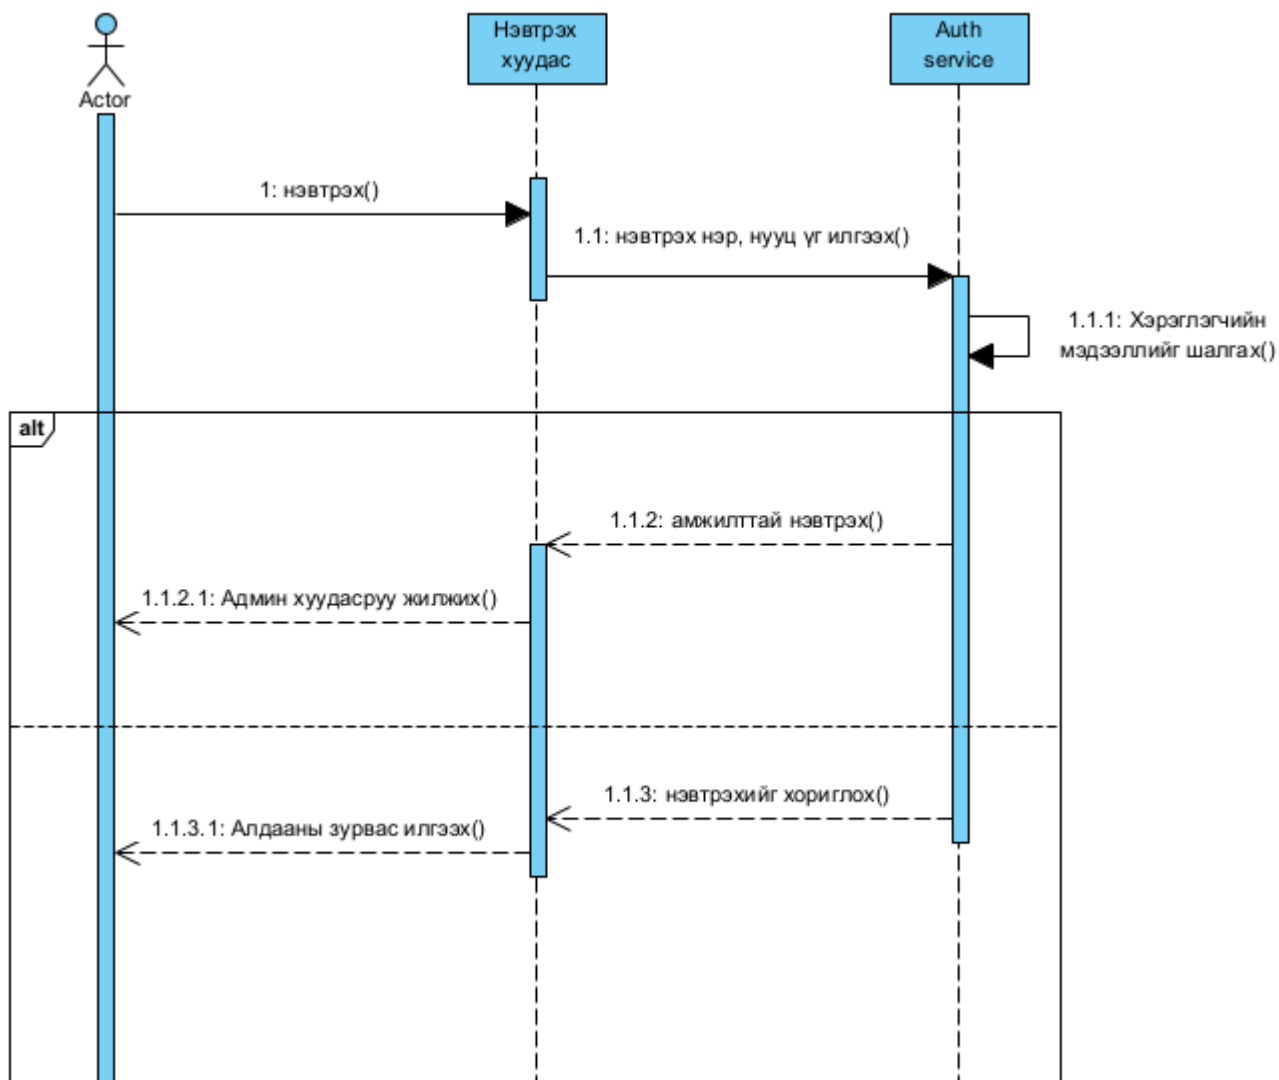 Нэвтрэх
хуудас
Auth
service
Actor
1: нэвтрэх()
1.1: нэвтрэх нэр, нууц үг илгээх()
1.1.1: Хэрэглэгчийн
мэдээллийг шалгах()
alt
1.1.2: амжилттай нэвтрэх()
1.1.2.1: Админ хуудасруу жилжих()
1.1.3: нэвтрэхийг хориглох()
1.1.3.1: Алдааны зурвас илгээх()